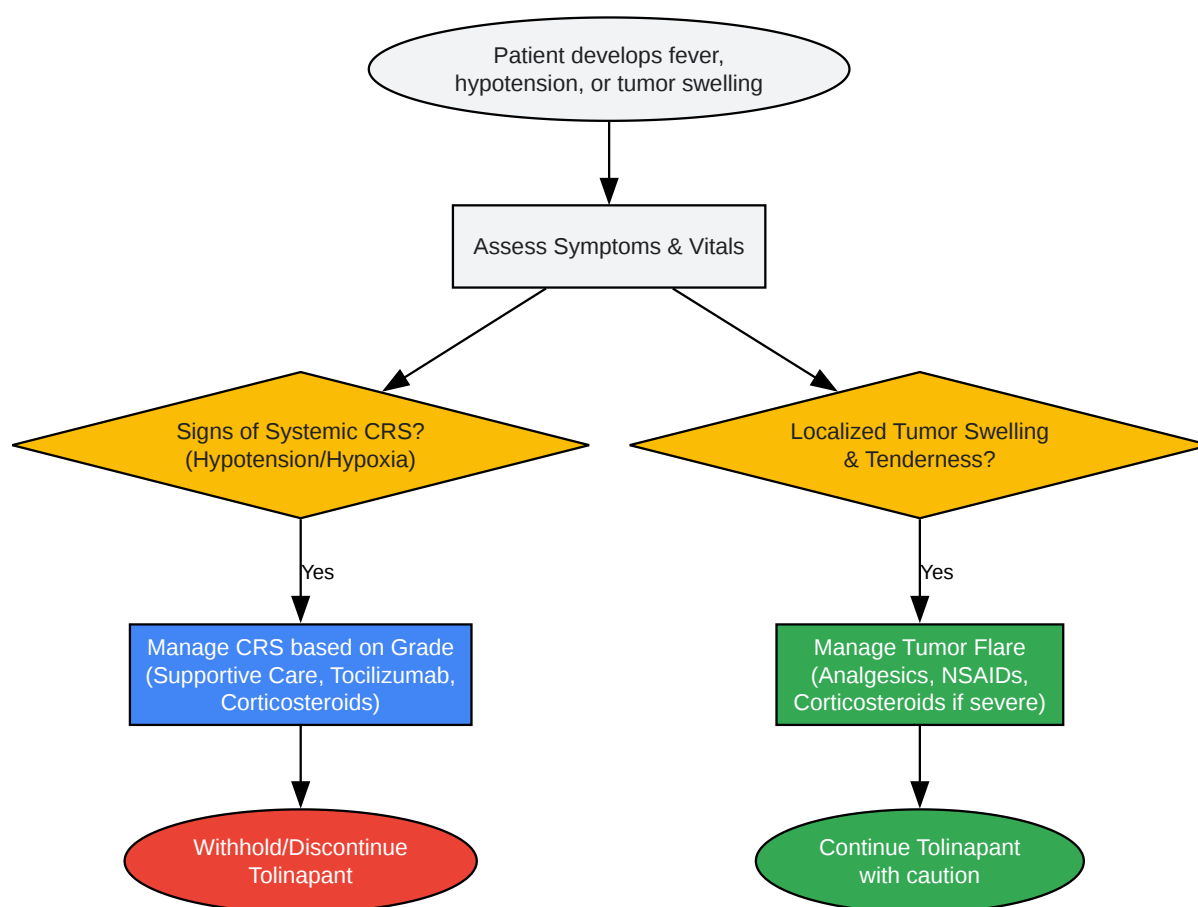 Patient develops fever,
hypotension, or tumor swelling
Assess Symptoms & Vitals
Signs of Systemic CRS?
(Hypotension/Hypoxia)
Localized Tumor Swelling
& Tenderness?
Yes
Yes
Manage CRS based on Grade
(Supportive Care, Tocilizumab,
Corticosteroids)
Manage Tumor Flare
(Analgesics, NSAIDs,
Corticosteroids if severe)
Withhold/Discontinue
Tolinapant
Continue Tolinapant
with caution